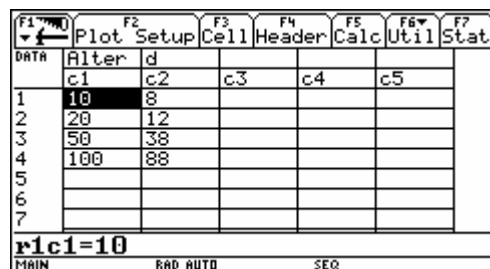 F1 F2 Plot Setup F3 Cell F4 Header F5 Calc F6 Util F7 Stat
DATA Alter d
c1 c2 c3 c4 c5
1 10 8
2 20 12
3 50 38
4 100 88
5
6
7
r1c1=10
MAIN RAD AUTO SEQ